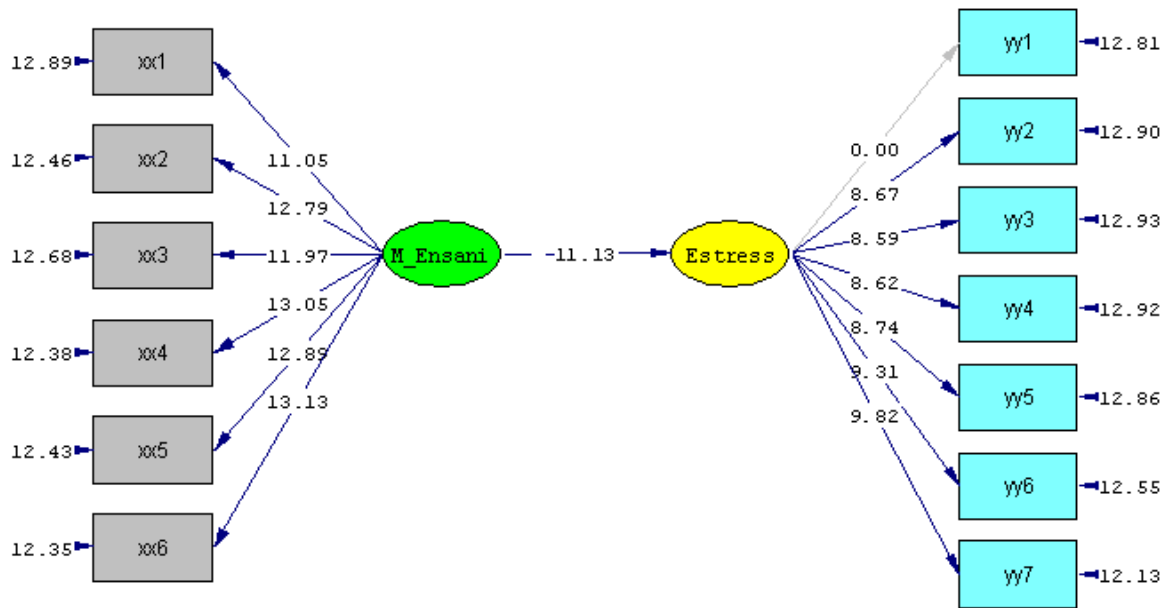 12.89 xx1
12.46 xx2
12.68 xx3
12.38 xx4
12.43 xx5
12.35 xx6
11.05
12.79
11.97
13.05
12.89
13.13
M_Ensani
-11.13
Estress
0.00
8.67
8.59
8.62
8.74
9.31
9.82
yy1 12.81
yy2 12.90
yy3 12.93
yy4 12.92
yy5 12.86
yy6 12.55
yy7 12.13